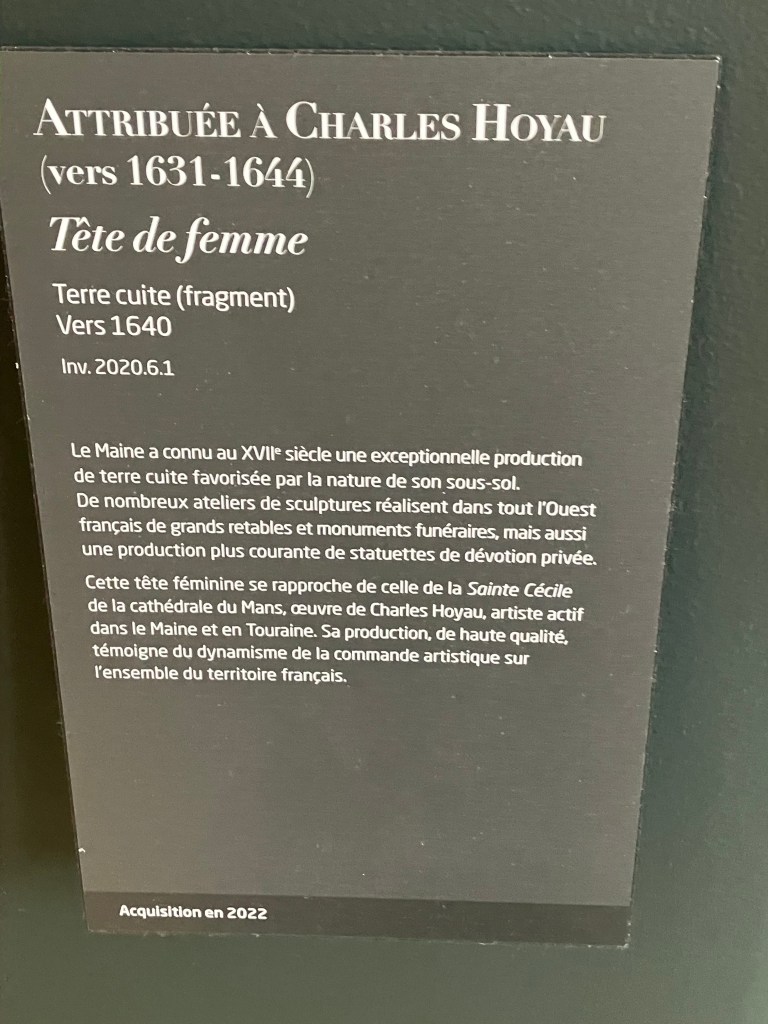 ATTRIBUÉE À CHARLES HOYAU
(vers 1631-1644)
Tête de femme
Terre cuite (fragment)
Vers 1640
Inv. 2020.6.1
Le Maine a connu au XVIIe siècle une exceptionnelle production
de terre cuite favorisée par la nature de son sous-sol.
De nombreux ateliers de sculptures réalisent dans tout l'Ouest
français de grands retables et monuments funéraires, mais aussi
une production plus courante de statuettes de dévotion privée.
Cette tête féminine se rapproche de celle de la Sainte Cécile
de la cathédrale du Mans, œuvre de Charles Hoyau, artiste actif
dans le Maine et en Touraine. Sa production, de haute qualité,
témoigne du dynamisme de la commande artistique sur
l'ensemble du territoire français.
Acquisition en 2022